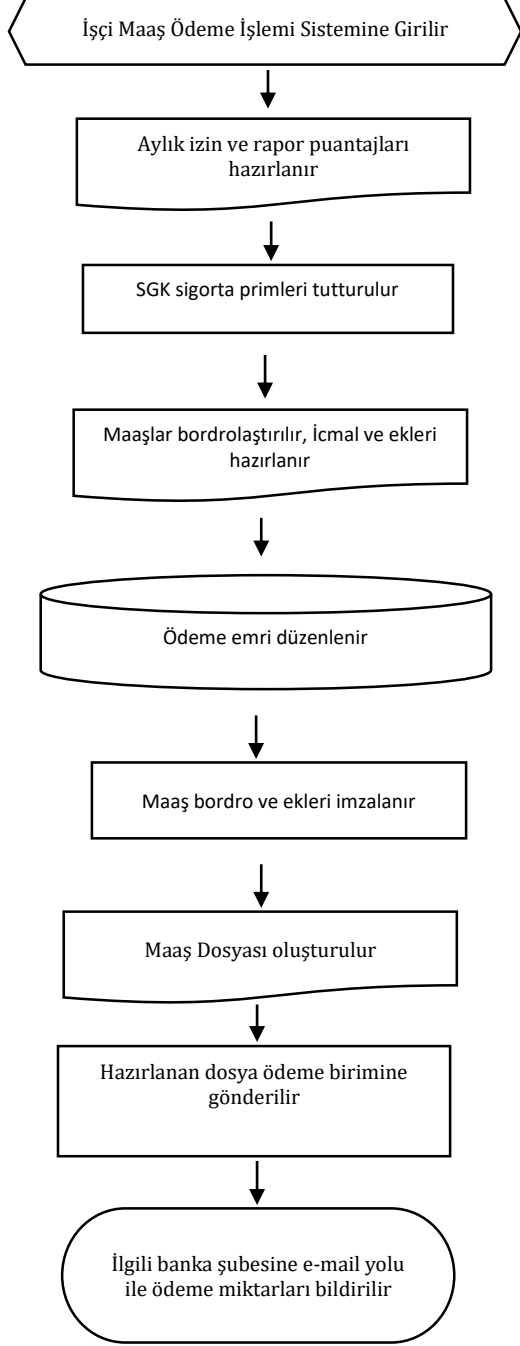 İşçi Maaş Ödeme İşlemi Sistemine Girilir
Aylık izin ve rapor puantajları
hazırlanır
SGK sigorta primleri tutturulur
Maaşlar bordrolaştırılır, İcmal ve ekleri
hazırlanır
Ödeme emri düzenlenir
Maaş bordro ve ekleri imzalanır
Maaş Dosyası oluşturulur
Hazırlanan dosya ödeme birimine
gönderilir
İlgili banka şubesine e-mail yolu
ile ödeme miktarları bildirilir